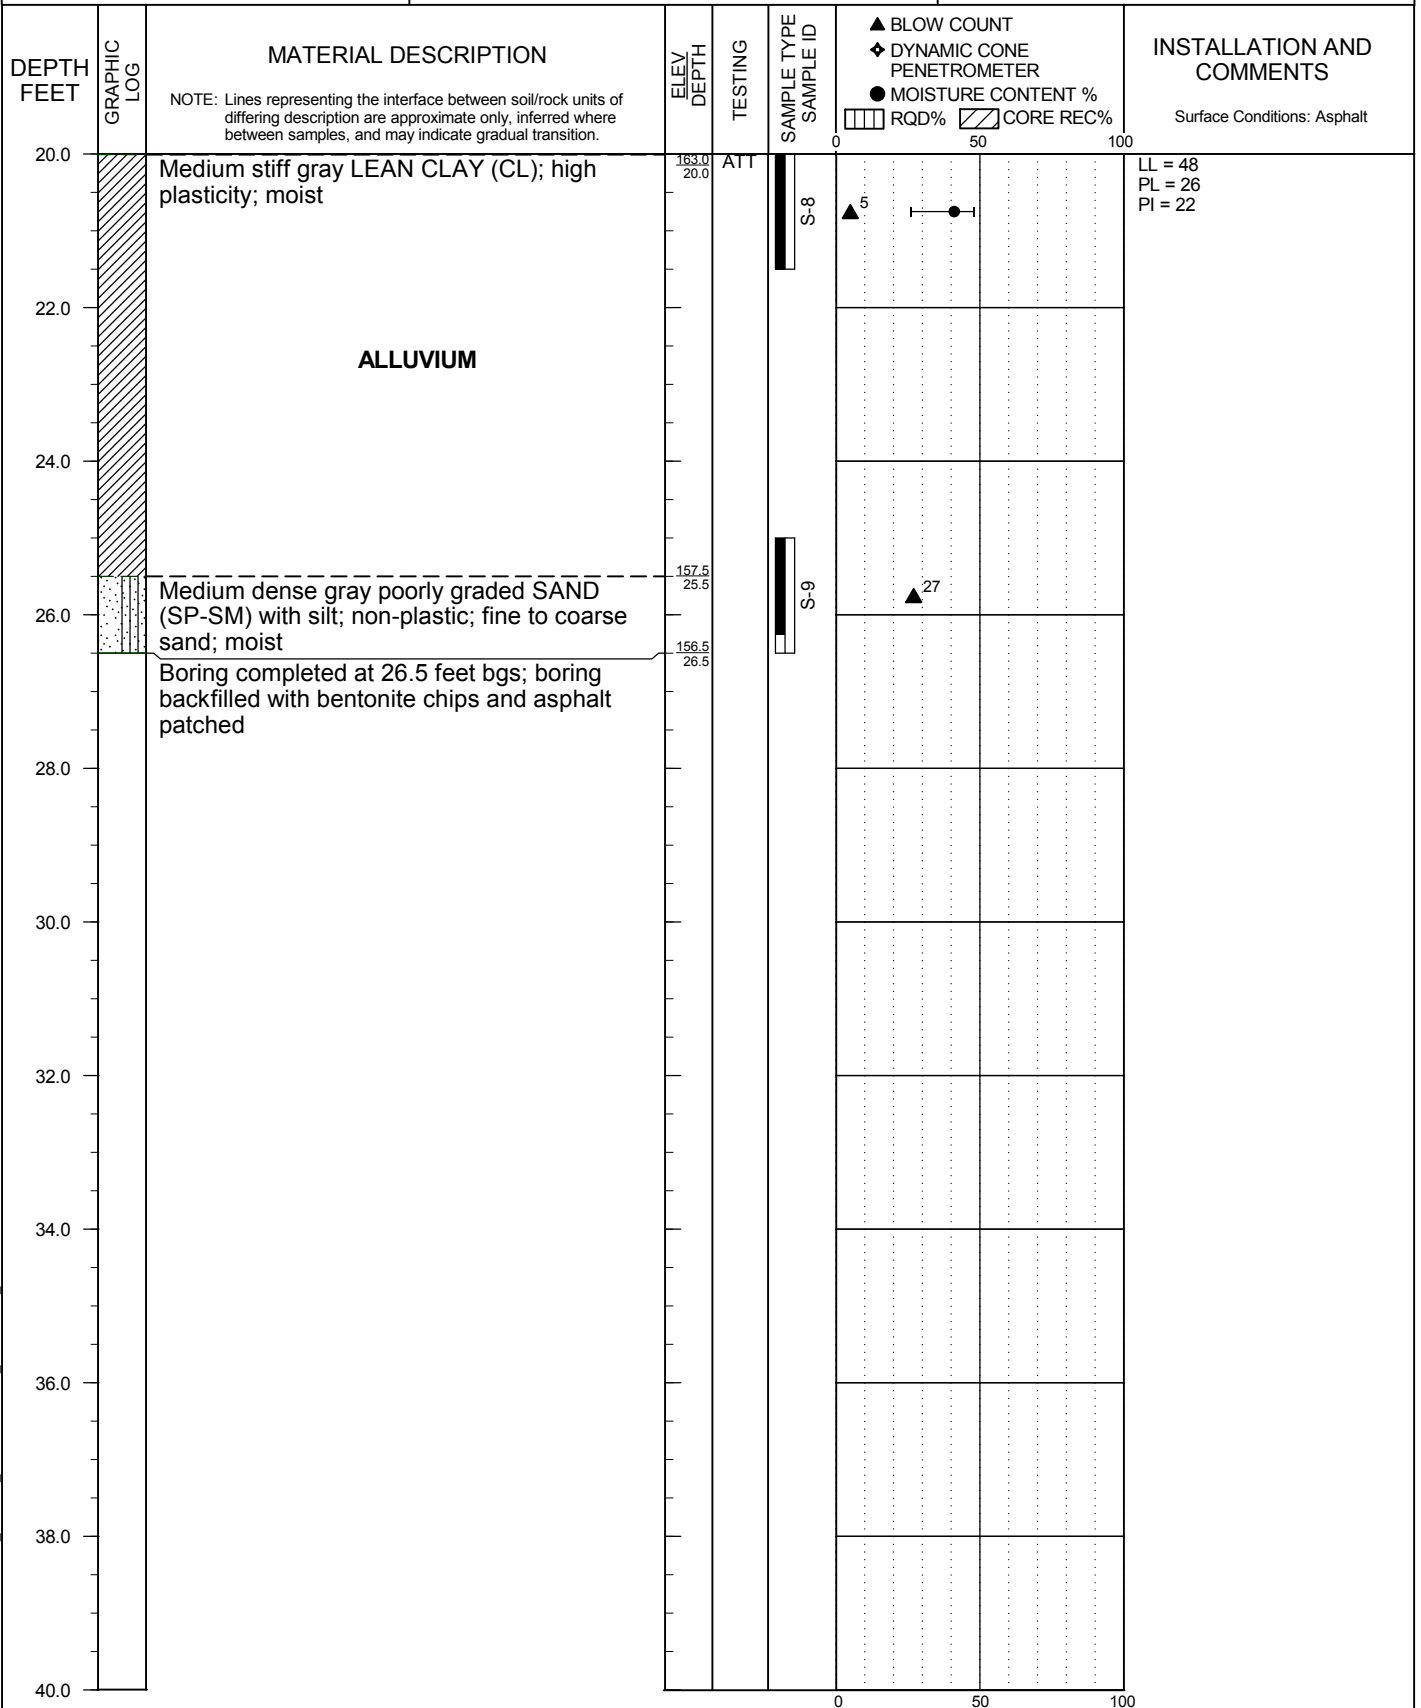 DEPTH
FEET
GRAPHIC
LOG
MATERIAL DESCRIPTION
NOTE: Lines representing the interface between soil/rock units of
differing description are approximate only, inferred where
between samples, and may indicate gradual transition.
ELEV
DEPTH
TESTING
SAMPLE TYPE
SAMPLE ID
▲ BLOW COUNT
DYNAMIC CONE
PENETROMETER
● MOISTURE CONTENT %
RQD% CORE REC%
0 50 100
INSTALLATION AND
COMMENTS
Surface Conditions: Asphalt
20.0
Medium stiff gray LEAN CLAY (CL); high
plasticity; moist
163.0
20.0
ATT
S-8
5
LL = 48
PL = 26
PI = 22
22.0
ALLUVIUM
24.0
157.5
25.5
Medium dense gray poorly graded SAND
(SP-SM) with silt; non-plastic; fine to coarse
sand; moist
S-9
27
26.0
156.5
26.5
Boring completed at 26.5 feet bgs; boring
backfilled with bentonite chips and asphalt
patched
28.0
30.0
32.0
34.0
36.0
38.0
40.0
0 50 100